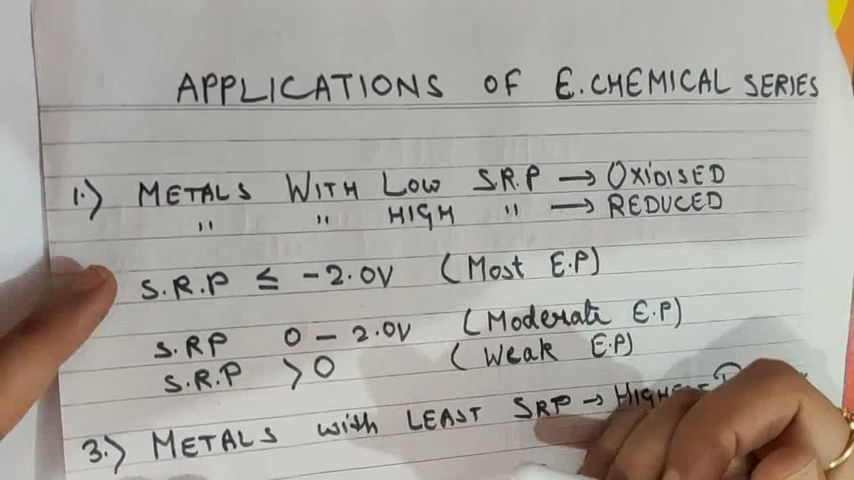 APPLICATIONS OF E.CHEMICAL SERIES
1.) METALS WITH LOW S.R.P → OXIDISED
" " HIGH " → REDUCED
S.R.P ≤ -2.0V (Most E.P)
SRP 0 - 2.0V (Moderate E.P)
S.R.P > 0 (Weak E.P)
3.) METALS with LEAST SRP →